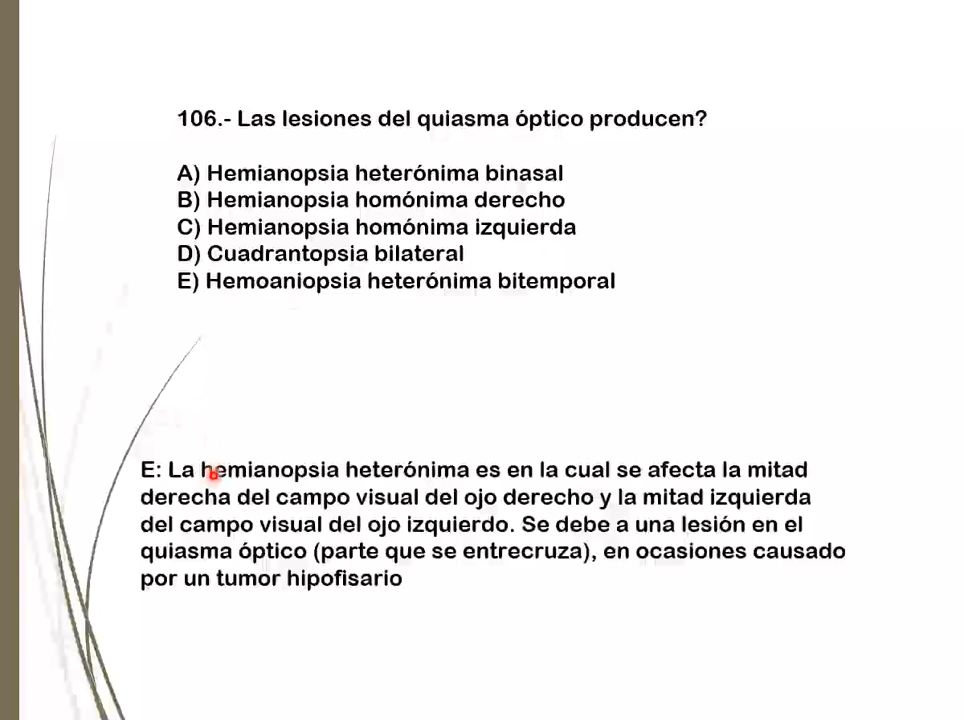 106.- Las lesiones del quiasma óptico producen?
A) Hemianopsia heterónima binasal
B) Hemianopsia homónima derecho
C) Hemianopsia homónima izquierda
D) Cuadrantopsia bilateral
E) Hemoaniopsia heterónima bitemporal
E: La hemianopsia heterónima es en la cual se afecta la mitad
derecha del campo visual del ojo derecho y la mitad izquierda
del campo visual del ojo izquierdo. Se debe a una lesión en el
quiasma óptico (parte que se entrecruza), en ocasiones causado
por un tumor hipofisario